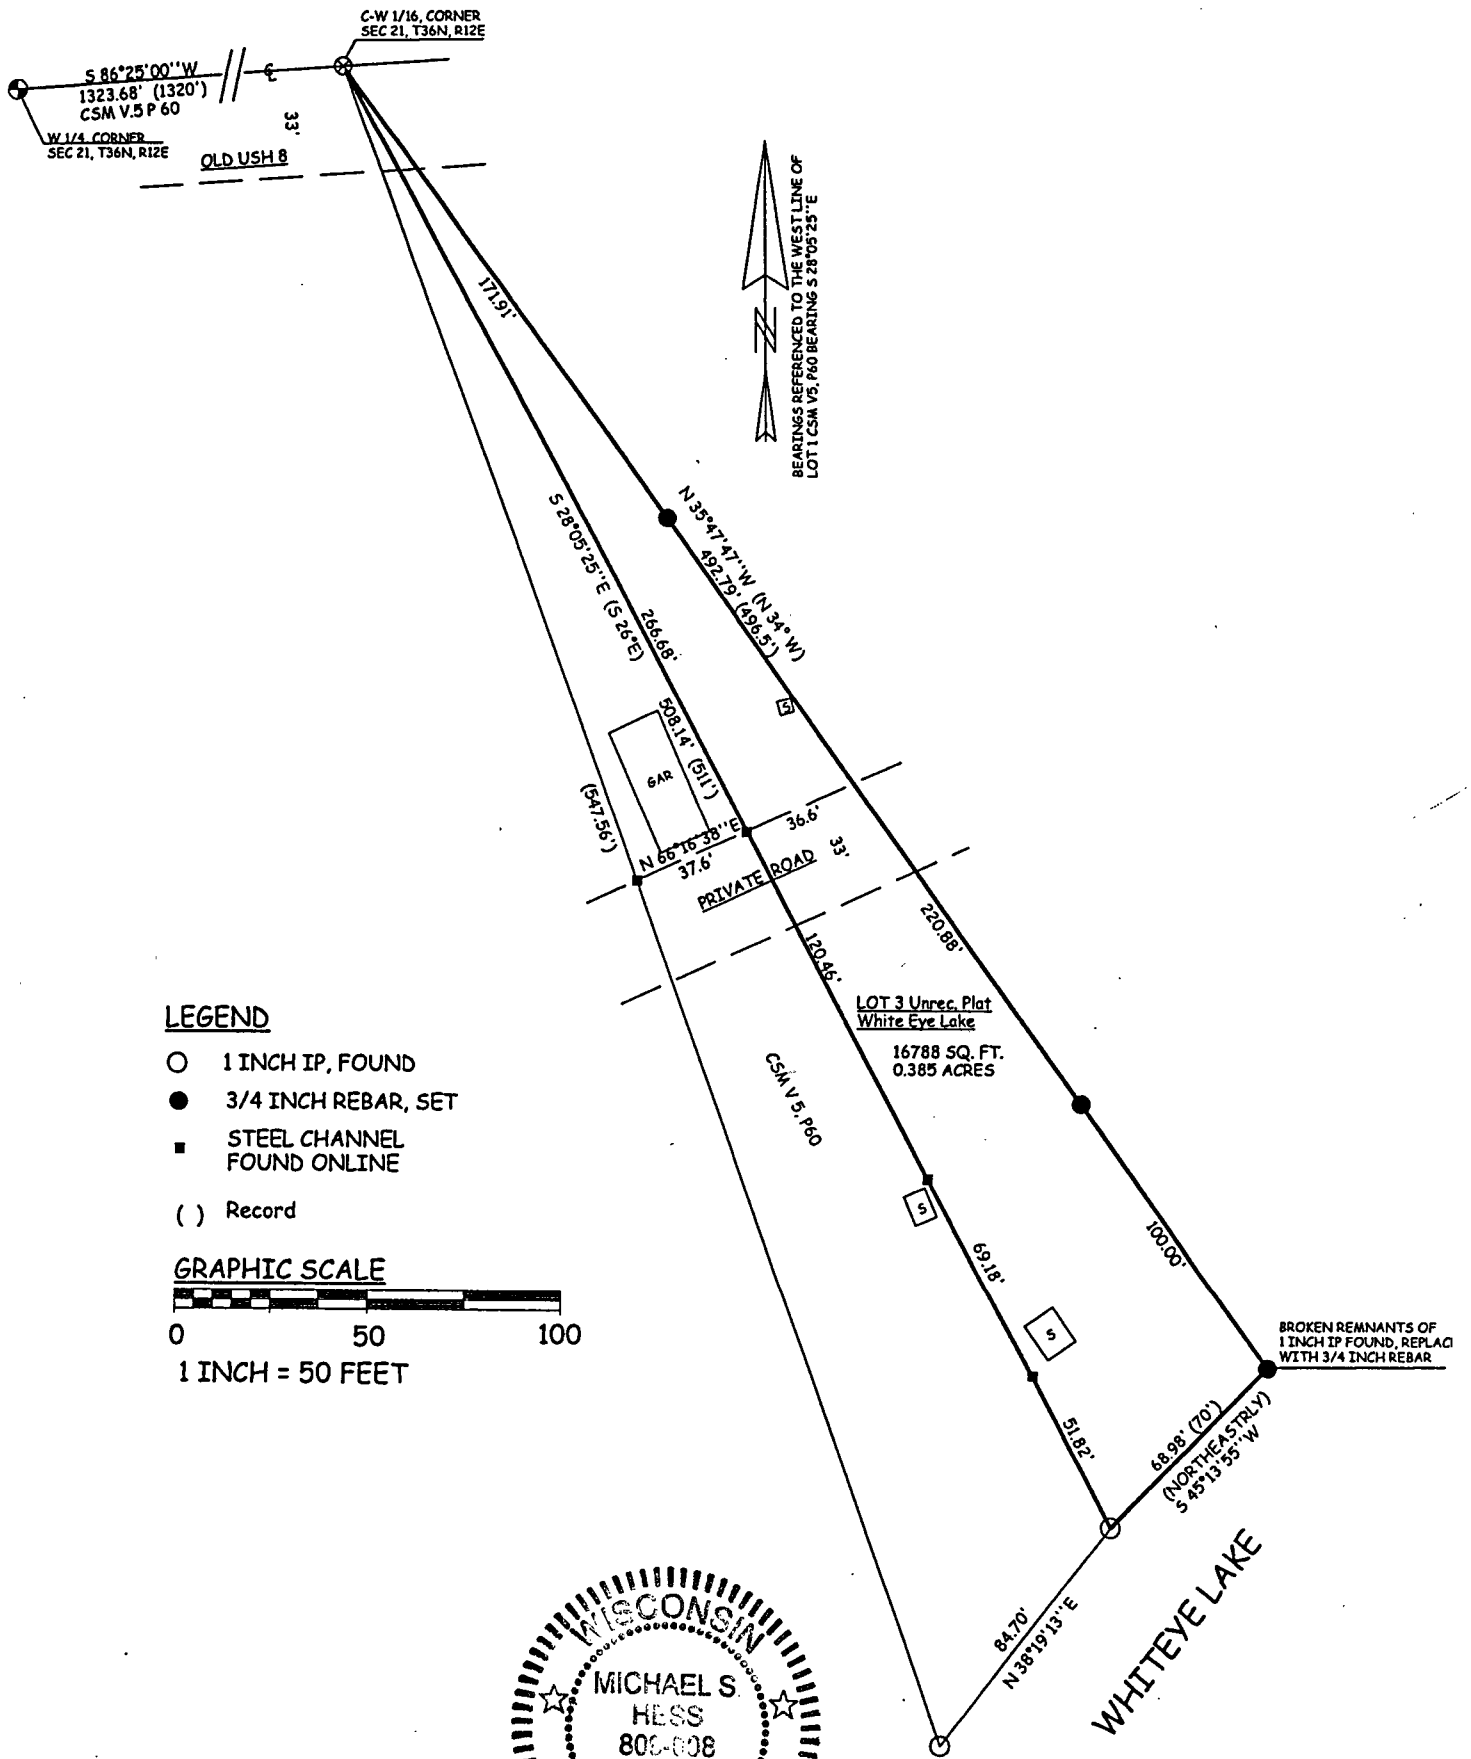 C-W 1/16, CORNER
SEC 21, T36N, R12E
S 86°25'00''W
1323.68' (1320')
CSM V.5 P 60
W 1/4 CORNER
SEC 21, T36N, R12E
33'
OLD USH 8
BEARINGS REFERENCED TO THE WEST LINE OF
LOT 1 CSM V5, P60 BEARING S 28°05'25''E
N
171.91'
N 35°47'47''W (N 34° W)
492.79' (496.5')
S 28°05'25''E (S 26°E)
266.68'
508.14' (511')
S
GAR
(547.56')
N 66°16'38''E
37.6'
36.6'
PRIVATE ROAD
33'
120.46'
220.88'
LOT 3 Unrec. Plat
White Eye Lake
16788 SQ. FT.
0.385 ACRES
CSM V 5, P60
LEGEND
1 INCH IP, FOUND
3/4 INCH REBAR, SET
STEEL CHANNEL
FOUND ONLINE
( ) Record
GRAPHIC SCALE
0 50 100
1 INCH = 50 FEET
S
69.18'
100.00'
S
51.82'
BROKEN REMNANTS OF
1 INCH IP FOUND, REPLAC
WITH 3/4 INCH REBAR
68.98' (70')
(NORTHEASTRLY)
S 45°13'55''W
84.70'
N 38°19'13''E
WHITEYE LAKE
WISCONSIN
MICHAEL S.
HESS